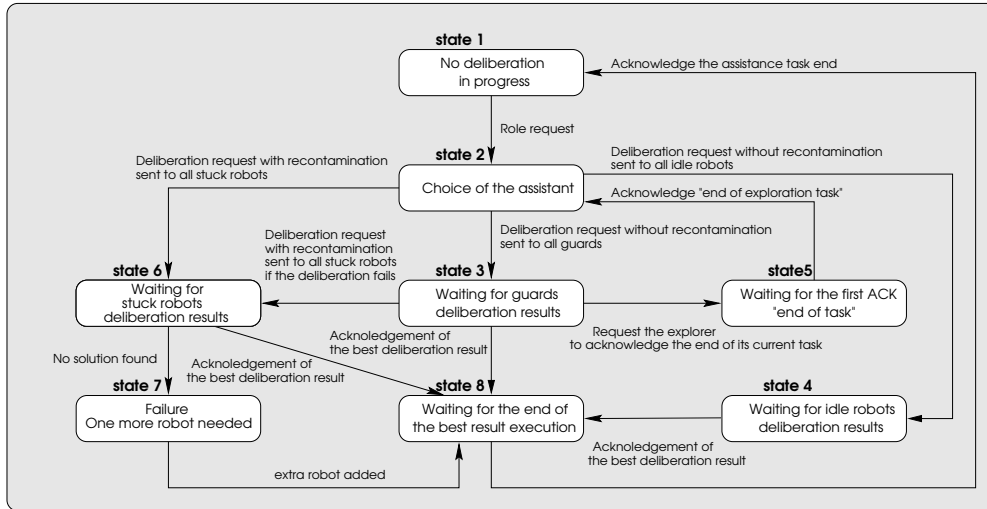 state 1
No deliberation
in progress
Acknowledge the assistance task end
Role request
state 2
Deliberation request with recontamination
sent to all stuck robots
Deliberation request without recontamination
sent to all idle robots
Choice of the assistant
Acknowledge "end of exploration task"
Deliberation request
with recontamination
sent to all stuck robots
if the deliberation fails
Deliberation request without recontamination
sent to all guards
state 6
state 3
state5
Waiting for
stuck robots
deliberation results
Waiting for guards
deliberation results
Waiting for the first ACK
"end of task"
Acknoledgement of
the best deliberation result
Request the explorer
to acknowledge the end of its current task
No solution found
Acknoledgement of
the best deliberation result
state 7
state 8
state 4
Failure
One more robot needed
Waiting for the end of
the best result execution
Waiting for idle robots
deliberation results
Acknoledgement of
the best deliberation result
extra robot added